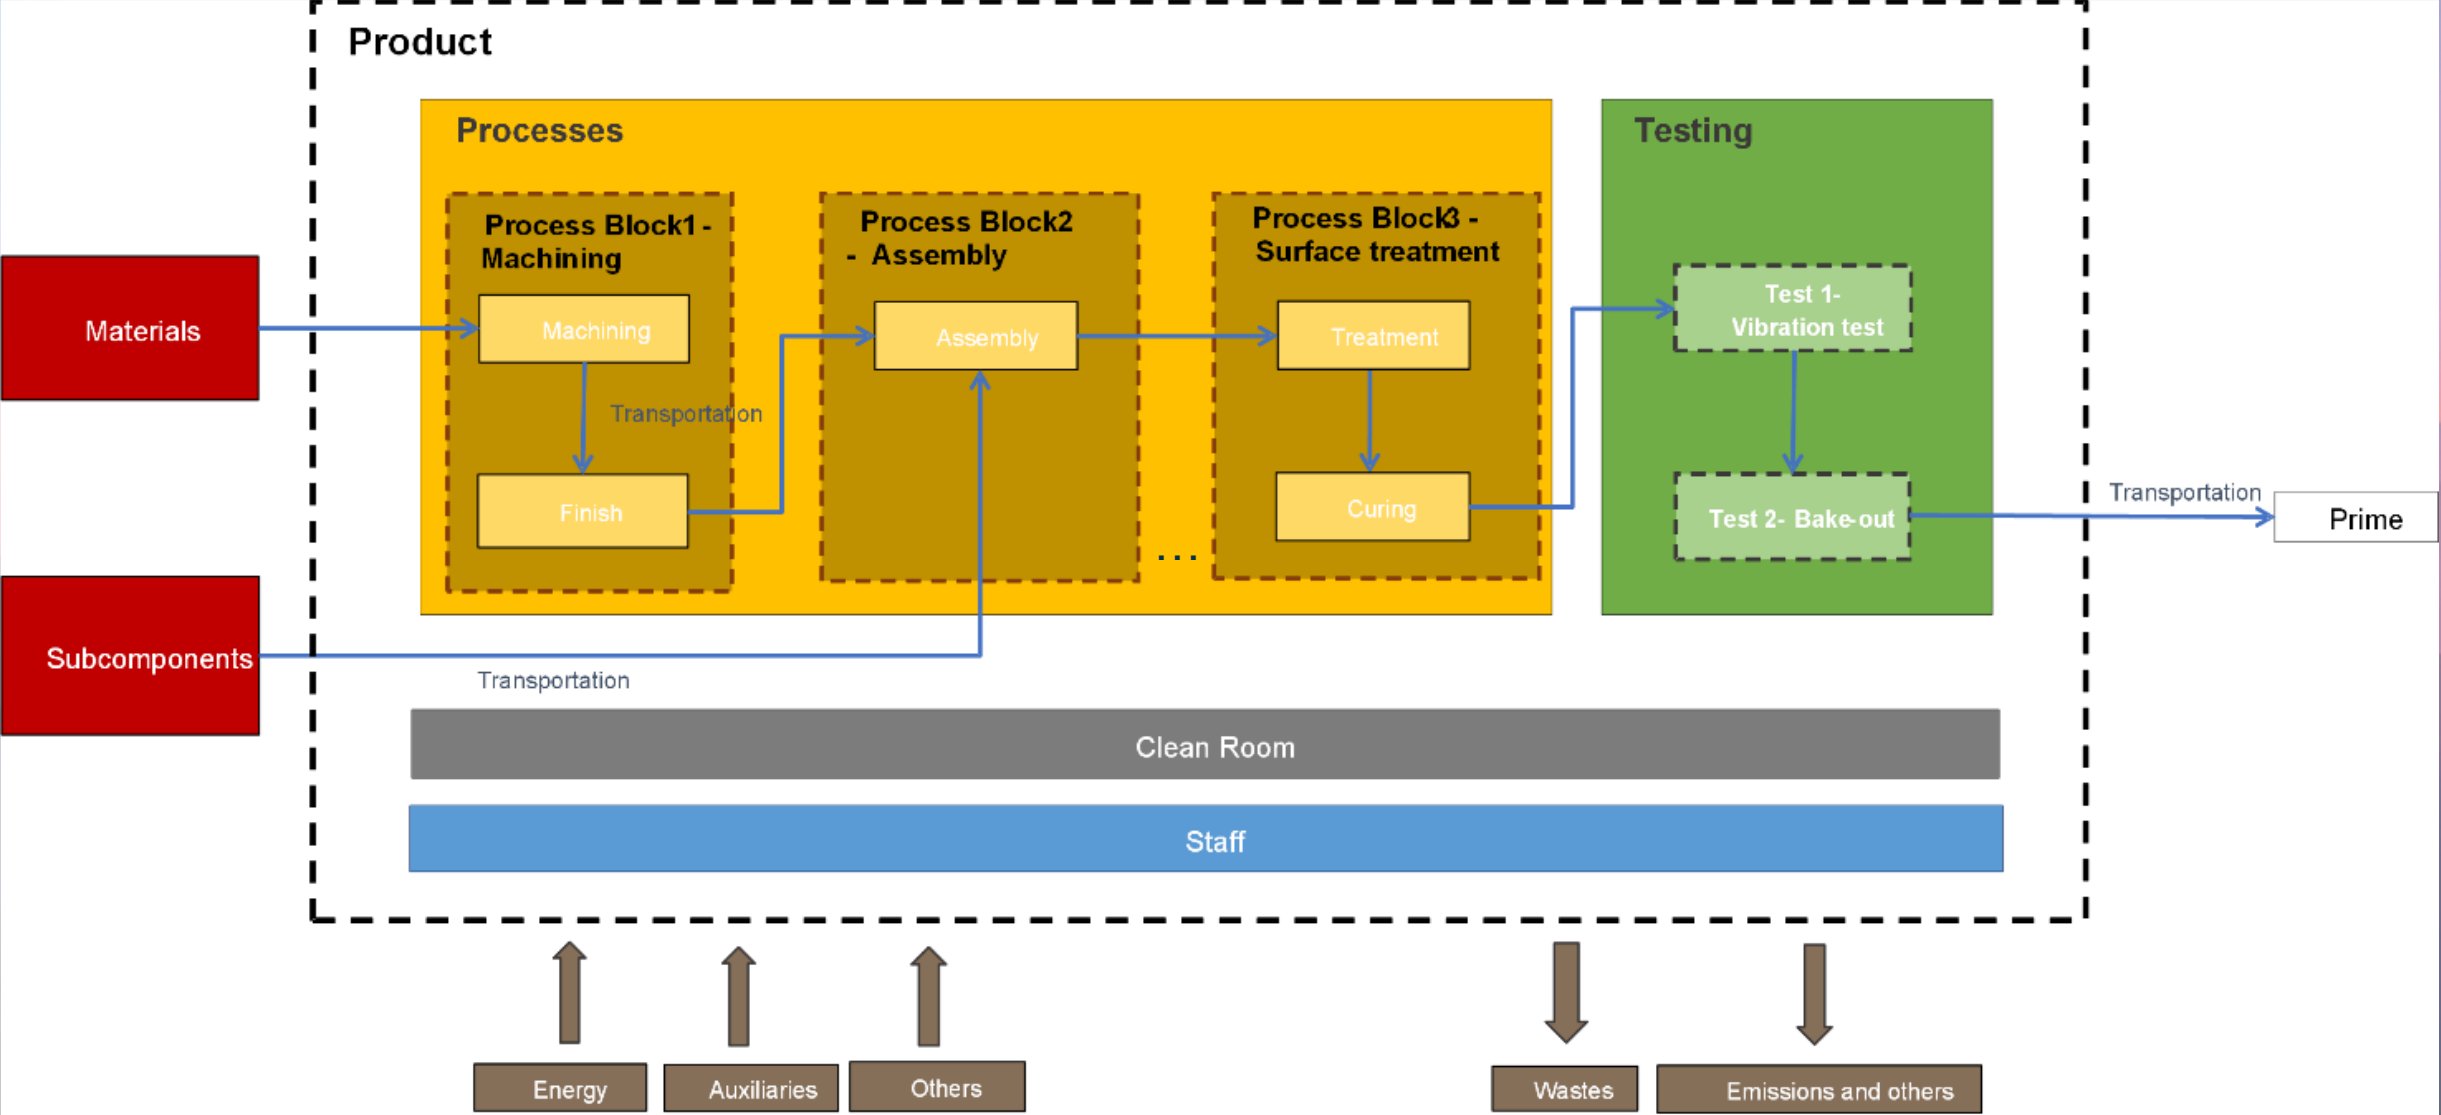 Product
Processes
Testing
Process Block1 -
Machining
Process Block2
- Assembly
Process Block3 -
Surface treatment
Materials
Machining
Assembly
Treatment
Test 1-
Vibration test
Transportation
Finish
Curing
...
Test 2- Bake-out
Transportation
Prime
Subcomponents
Transportation
Clean Room
Staff
Energy
Auxiliaries
Others
Wastes
Emissions and others